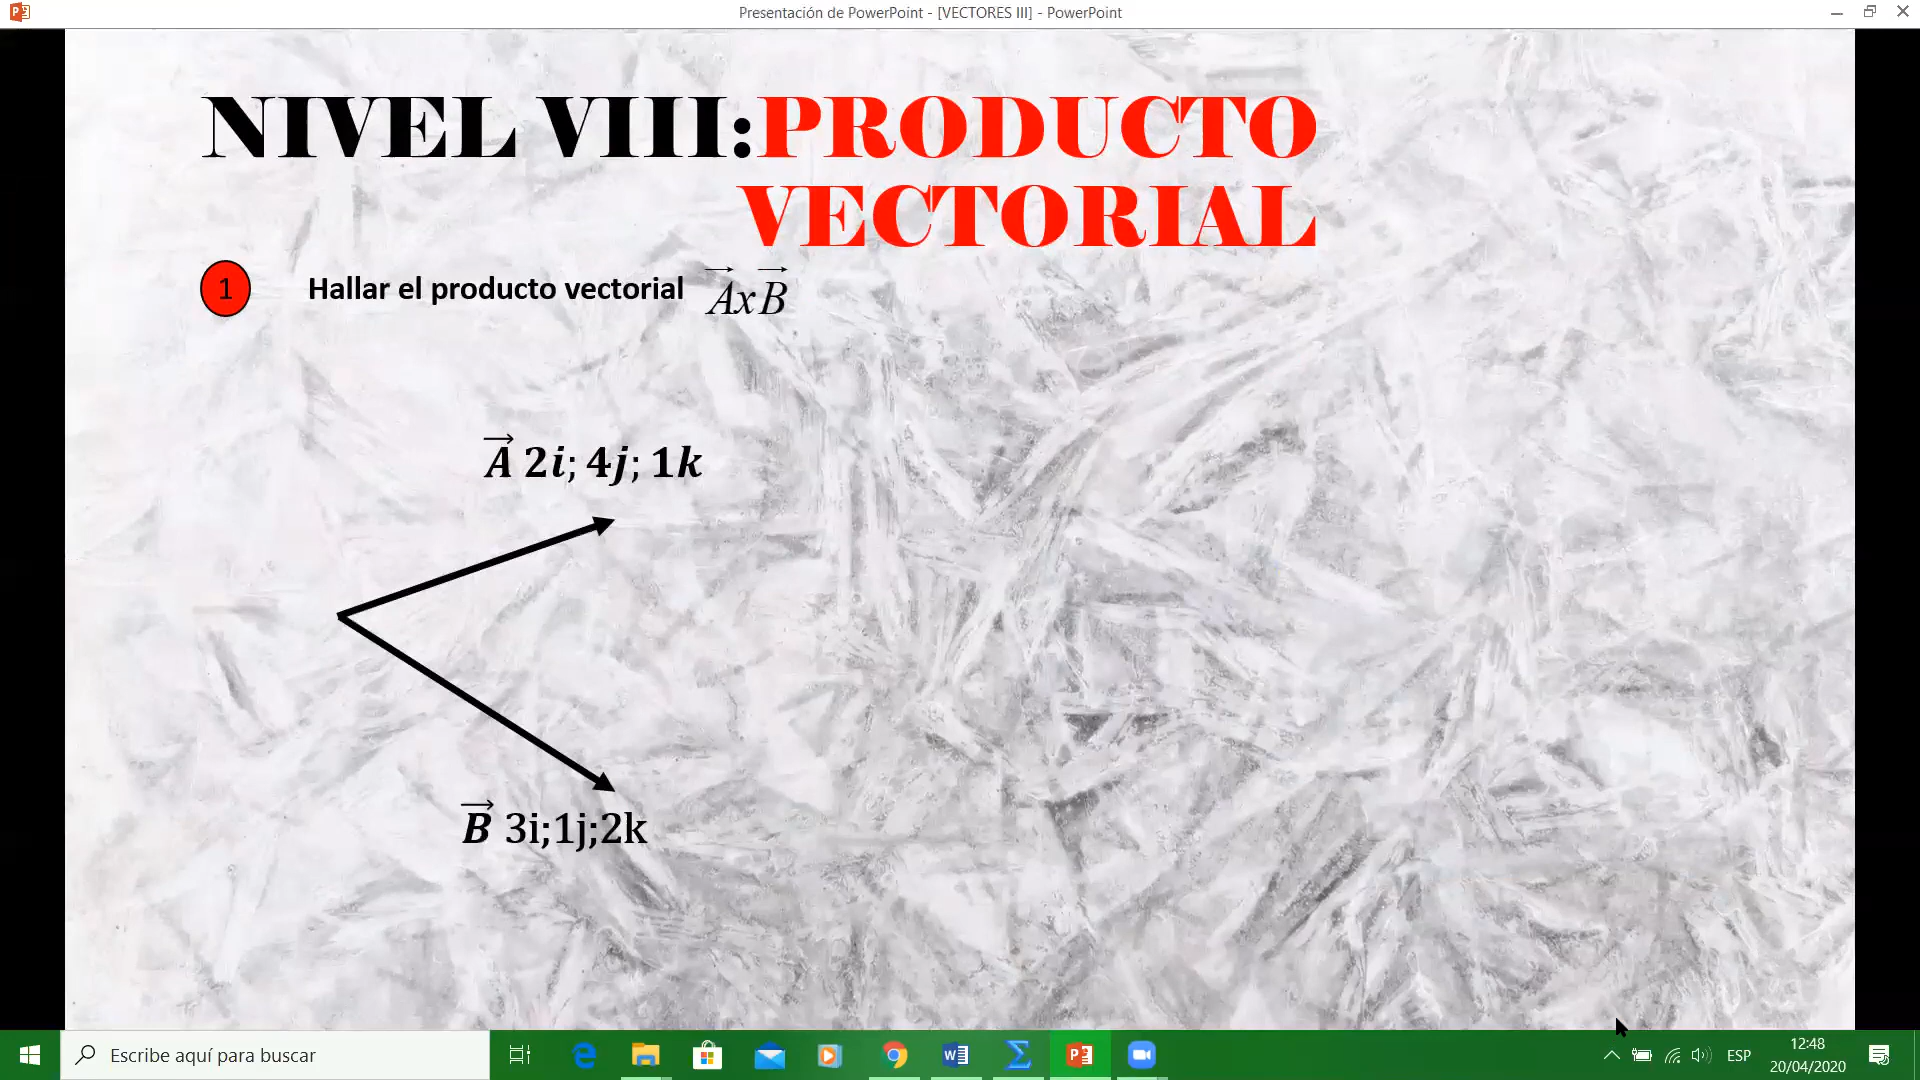 Presentación de PowerPoint - [VECTORES III] - PowerPoint
NIVEL VIII:PRODUCTO
VECTORIAL
1 Hallar el producto vectorial AxB
A 2i; 4j; 1k
B 3i;1j;2k
Escribe aquí para buscar
ESP
12:48
20/04/2020